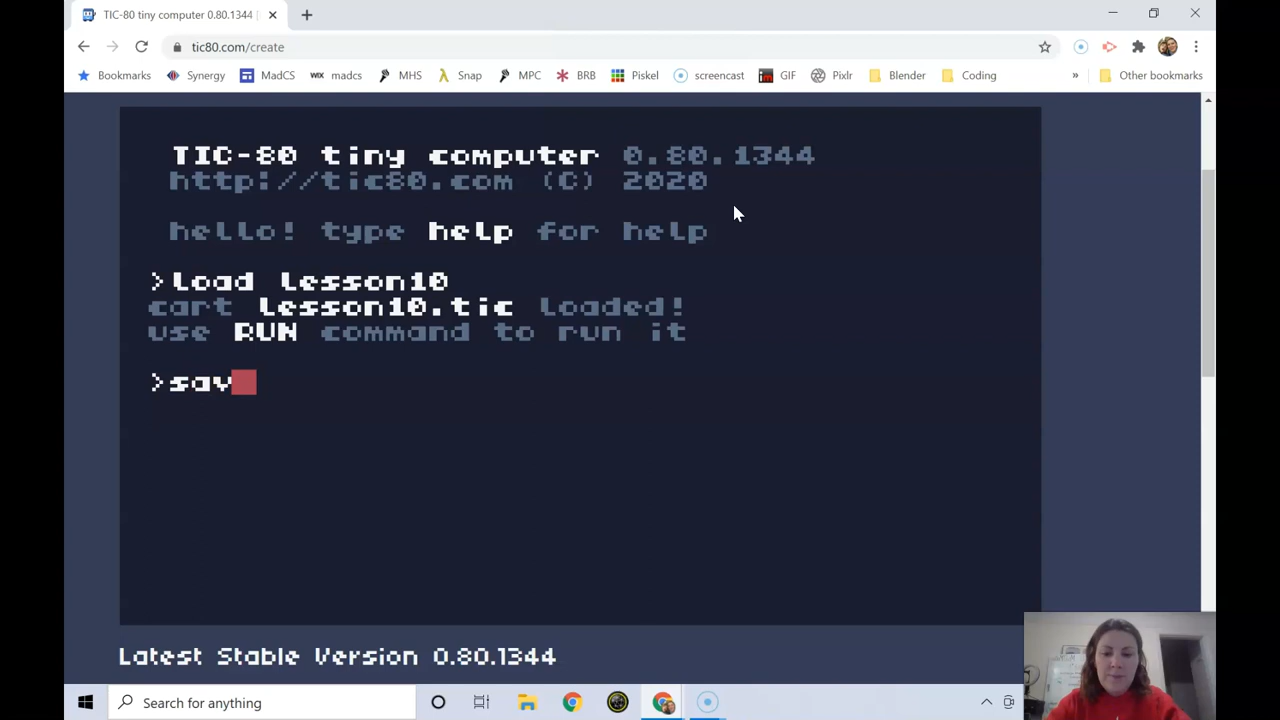 TIC-80 tiny computer 0.80.1344
tic80.com/create
Bookmarks Synergy MadCS WIX madcs MHS Snap MPC BRB Piskel screencast GIF Pixlr Blender Coding » Other bookmarks
TIC-80 tiny computer 0.80.1344
http://tic80.com (C) 2020
hello! type help for help
>load Lesson10
cart Lesson10.tic loaded!
use RUN command to run it
>sav
Latest Stable Version 0.80.1344
Search for anything